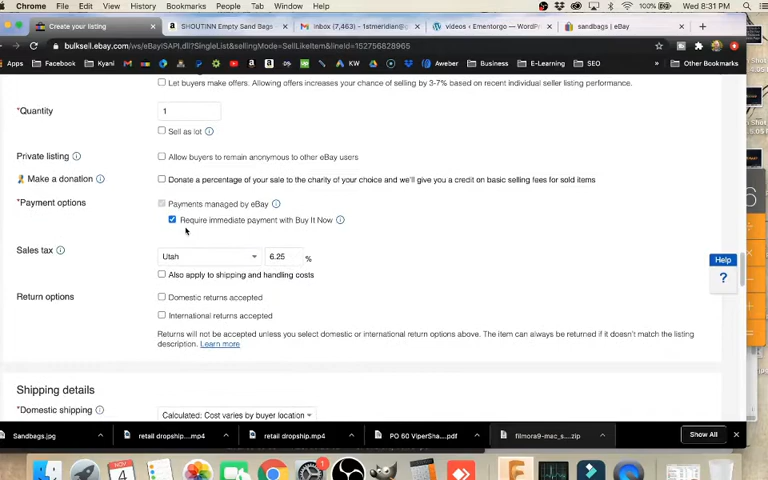 Chrome File Edit View History Bookmarks People Tab Window Help 100% Wed 8:31 PM
Create your listing SHOUTINN Empty Sand Bags Inbox (7,463) - 1stmeridian@g videos ‹ Ementorgo — WordPr sandbags | eBay
bulksell.ebay.com/ws/eBayISAPI.dll?SingleList&sellingMode=SellLikeItem&lineId=152756828965
Apps Facebook Kyani KW Aweber Businessy E-Learning SEO » Other Bookmarks
Let buyers make offers. Allowing offers increases your chance of selling by 3-7% based on recent individual seller listing performance.
*Quantity 1
Sell as lot
Private listing Allow buyers to remain anonymous to other eBay users
Make a donation Donate a percentage of your sale to the charity of your choice and we'll give you a credit on basic selling fees for sold items
*Payment options Payments managed by eBay
Require immediate payment with Buy It Now
Sales tax Utah 6.25 %
Also apply to shipping and handling costs
Return options Domestic returns accepted
International returns accepted
Returns will not be accepted unless you select domestic or international return options above. The item can always be returned if it doesn't match the listing
description. Learn more
Help
?
Shipping details
*Domestic shipping Calculated: Cost varies by buyer location
Sandbags.jpg retail dropship....mp4 retail dropship.mp4 PO 60 ViperSha....pdf filmora9-mac_s....zip Show All
NOV
4